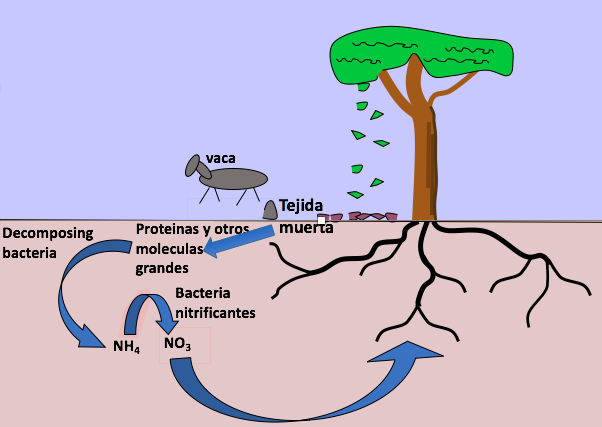 vaca
Tejida
muerta
Decomposing
bacteria
Proteinas y otros
moleculas
grandes
Bacteria
nitrificantes
NH₄
NO₃